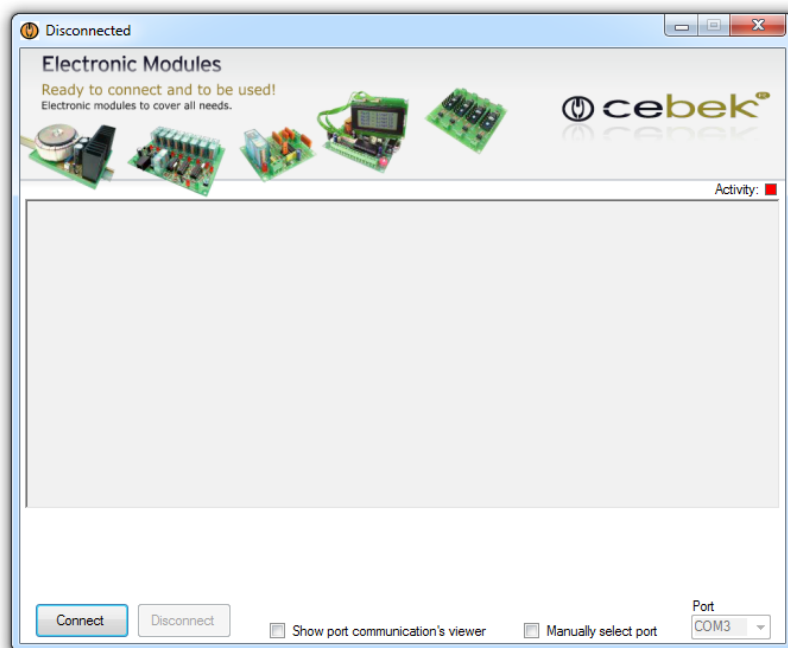 Disconnected
Electronic Modules
Ready to connect and to be used!
Electronic modules to cover all needs.
cebek
Activity:
Connect
Disconnect
Show port communication's viewer
Manually select port
Port
COM3